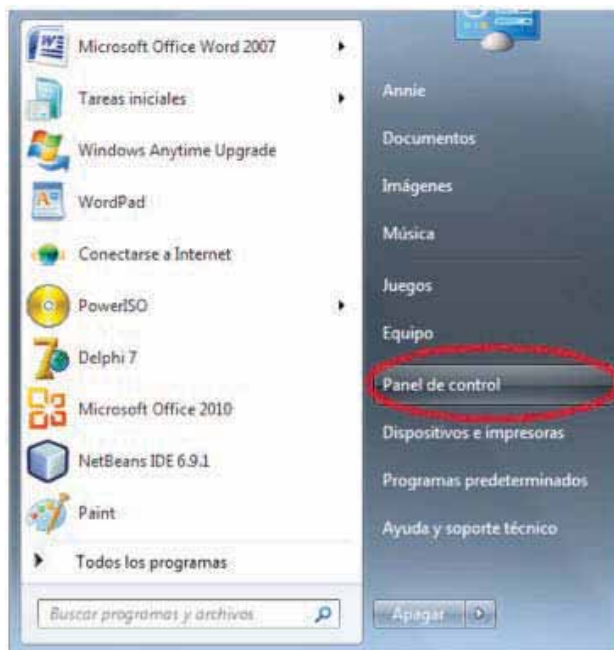 Microsoft Office Word 2007
Tareas iniciales
Windows Anytime Upgrade
WordPad
Conectarse a Internet
PowerISO
Delphi 7
Microsoft Office 2010
NetBeans IDE 6.9.1
Paint
Todos los programas
Buscar programas y archivos
Annie
Documentos
Imágenes
Música
Juegos
Equipo
Panel de control
Dispositivos e impresoras
Programas predeterminados
Ayuda y soporte técnico
Apagar